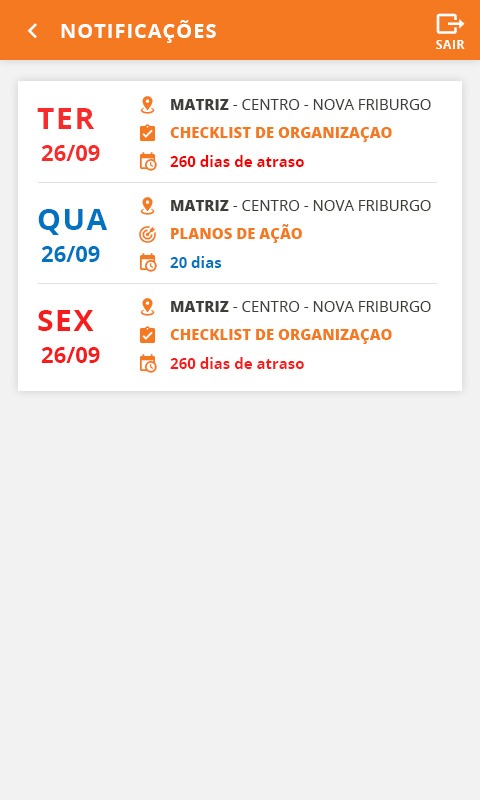 NOTIFICAÇÕES
SAIR
TER
26/09
MATRIZ - CENTRO - NOVA FRIBURGO
CHECKLIST DE ORGANIZAÇAO
260 dias de atraso
QUA
26/09
MATRIZ - CENTRO - NOVA FRIBURGO
PLANOS DE AÇÃO
20 dias
SEX
26/09
MATRIZ - CENTRO - NOVA FRIBURGO
CHECKLIST DE ORGANIZAÇAO
260 dias de atraso